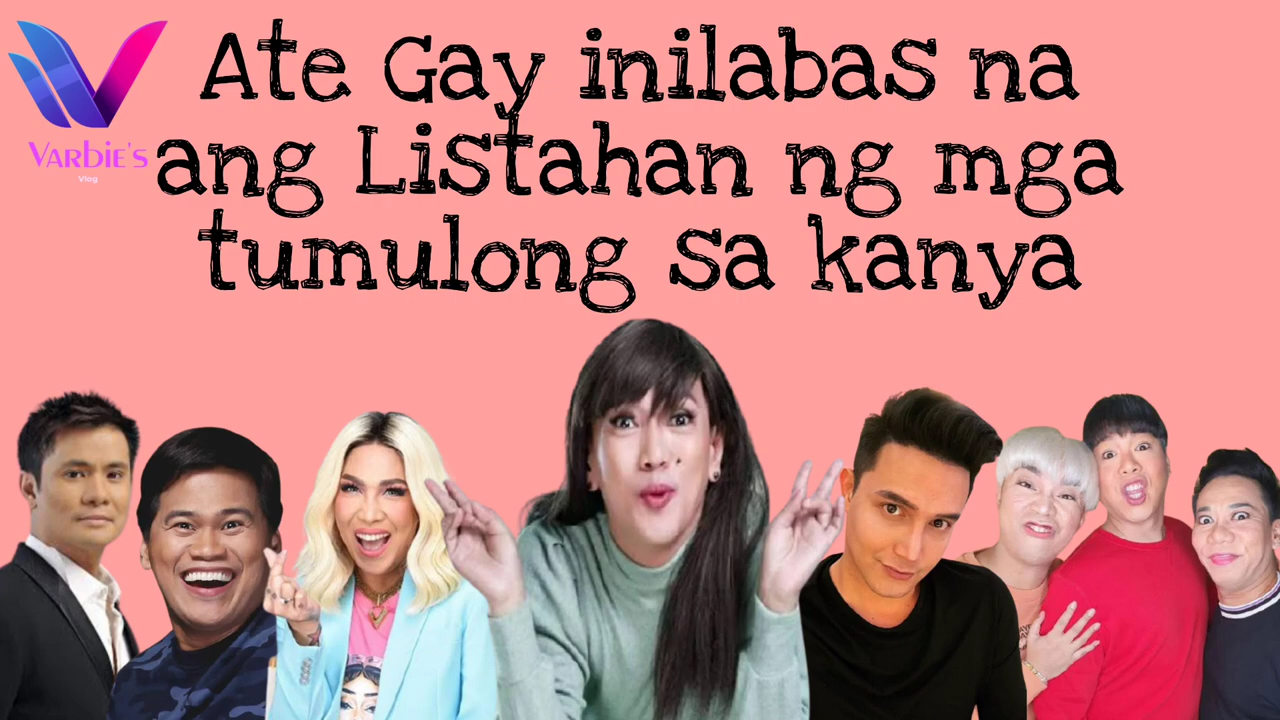 Ate Gay inilabas na
ang Listahan ng mga
tumulong sa kanya
VARBIE'S
Vlog